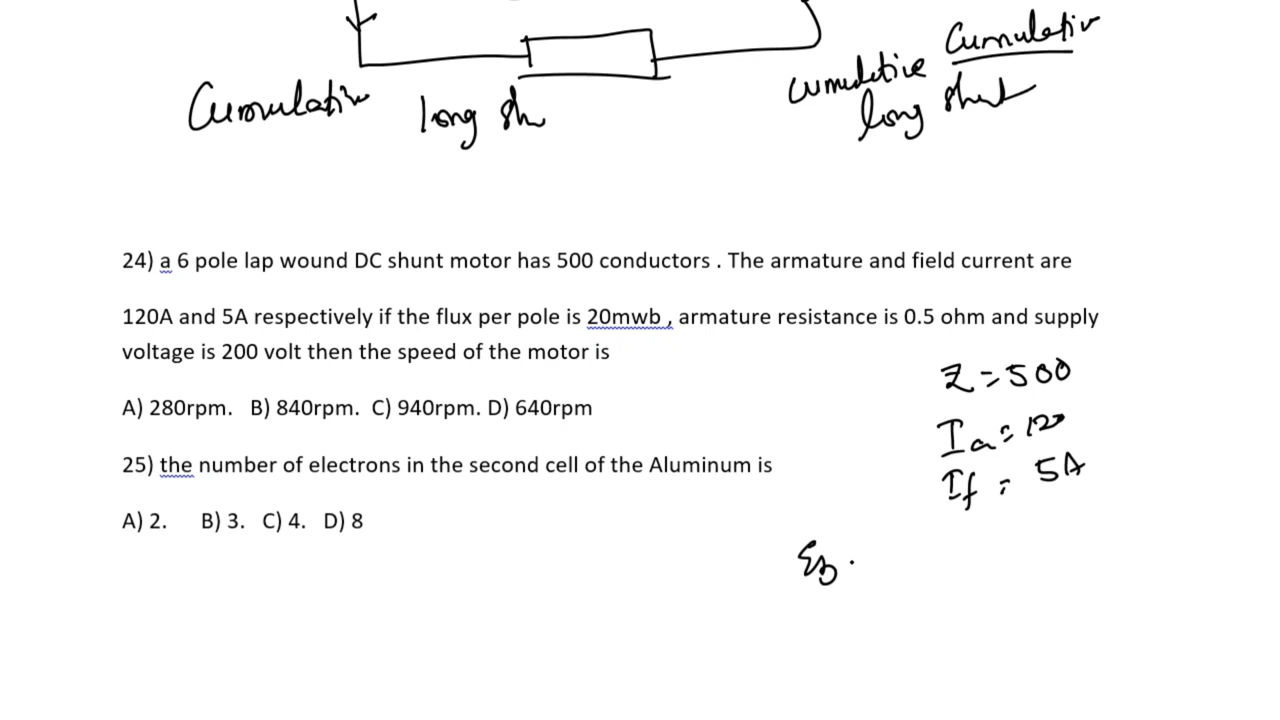 Cumulativ
long sh
cumulative Cumulativ
long shut
24) a 6 pole lap wound DC shunt motor has 500 conductors . The armature and field current are
120A and 5A respectively if the flux per pole is 20mwb , armature resistance is 0.5 ohm and supply
voltage is 200 volt then the speed of the motor is
A) 280rpm. B) 840rpm. C) 940rpm. D) 640rpm
25) the number of electrons in the second cell of the Aluminum is
A) 2. B) 3. C) 4. D) 8
Z = 500
Ia = 120
If = 5A
Eb .